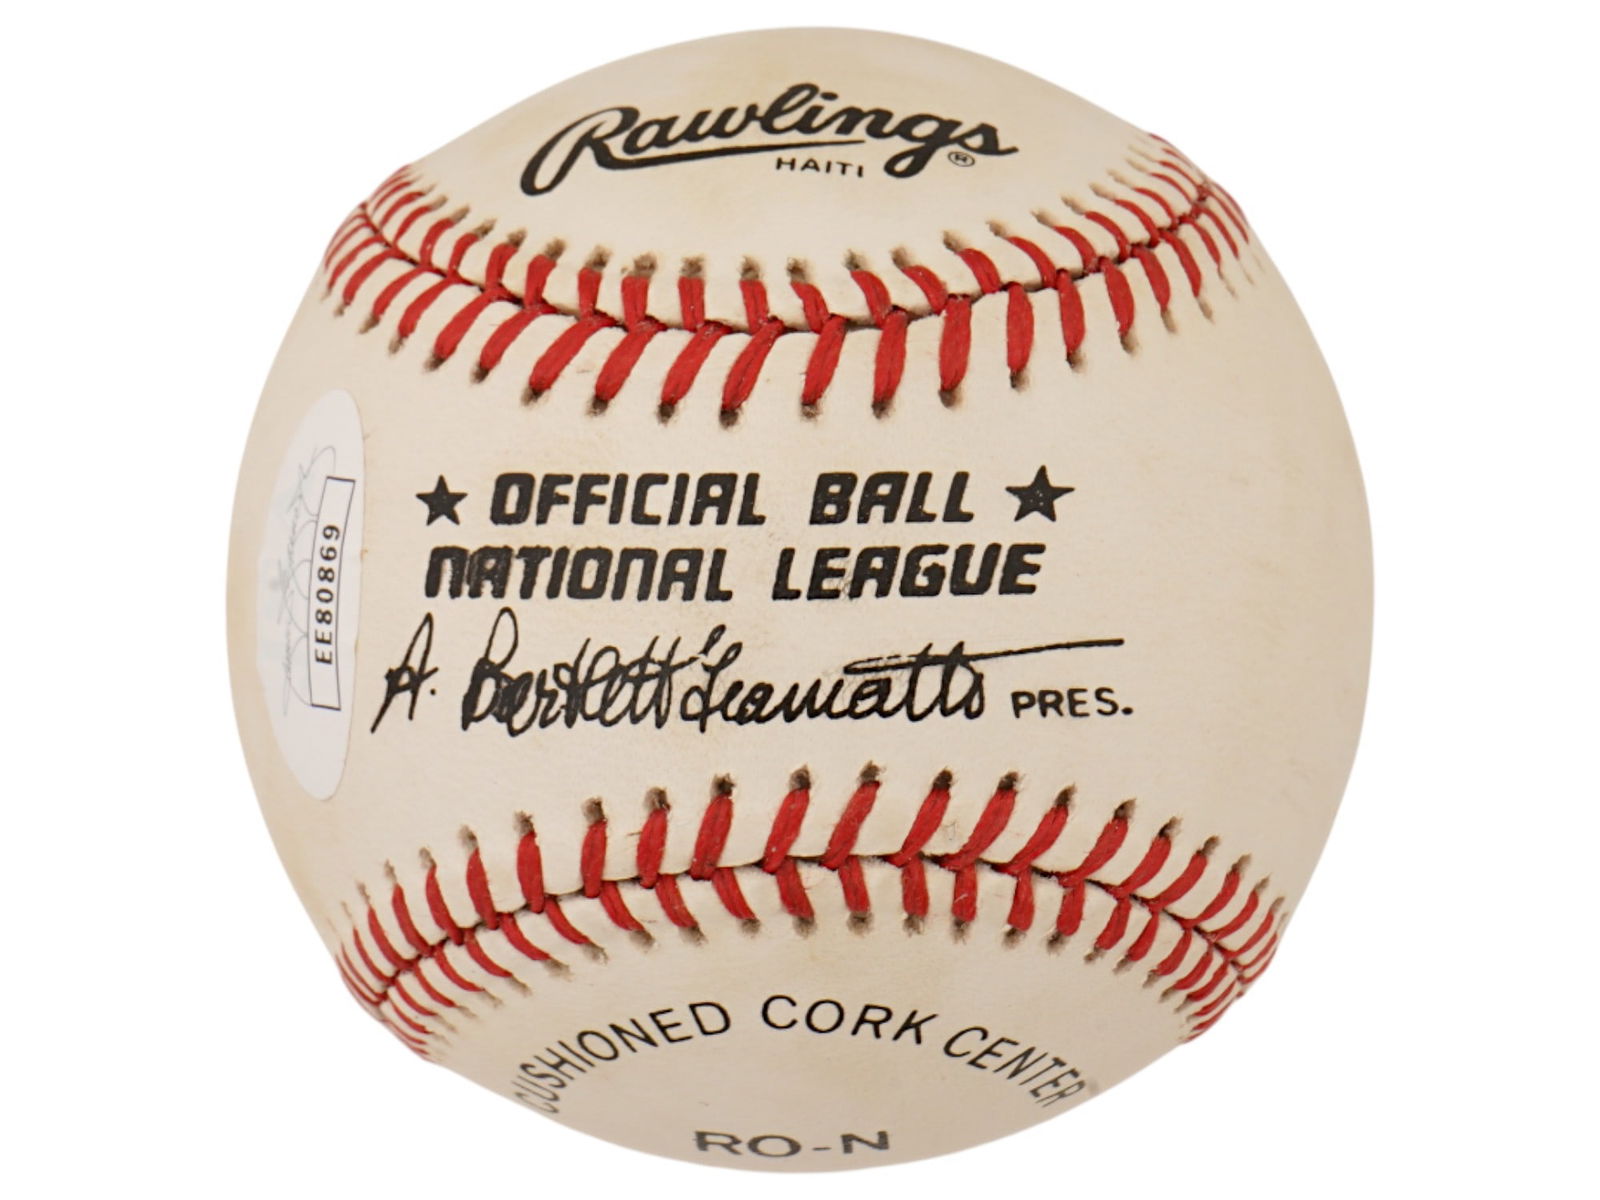 Rawlings®
HAITI
★ OFFICIAL BALL ★
NATIONAL LEAGUE
A. Bartlett Giamatti PRES.
EE80869
CUSHIONED CORK CENTER
RO-N